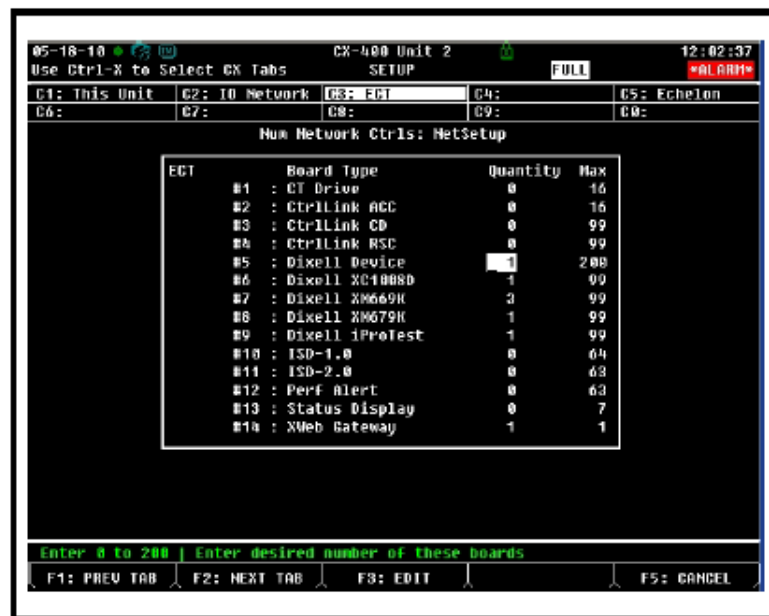 05-18-10 CX-400 Unit 2 12:02:37
Use Ctrl-X to Select CX Tabs SETUP FULL *ALARM*
C1: This Unit C2: IO Network C3: ECT C4: C5: Echelon
C6: C7: C8: C9: C0:
Num Network Ctrls: NetSetup
ECT Board Type Quantity Max
#1 : CT Drive 0 16
#2 : CtrlLink ACC 0 16
#3 : CtrlLink CD 0 99
#4 : CtrlLink RSC 0 99
#5 : Dixell Device 1 200
#6 : Dixell XC1008D 1 99
#7 : Dixell XM669K 3 99
#8 : Dixell XM679K 1 99
#9 : Dixell iProTest 1 99
#10 : ISD-1.0 0 64
#11 : ISD-2.0 0 63
#12 : Perf Alert 0 63
#13 : Status Display 0 7
#14 : XWeb Gateway 1 1
Enter 0 to 200 | Enter desired number of these boards
F1: PREV TAB F2: NEXT TAB F3: EDIT F5: CANCEL